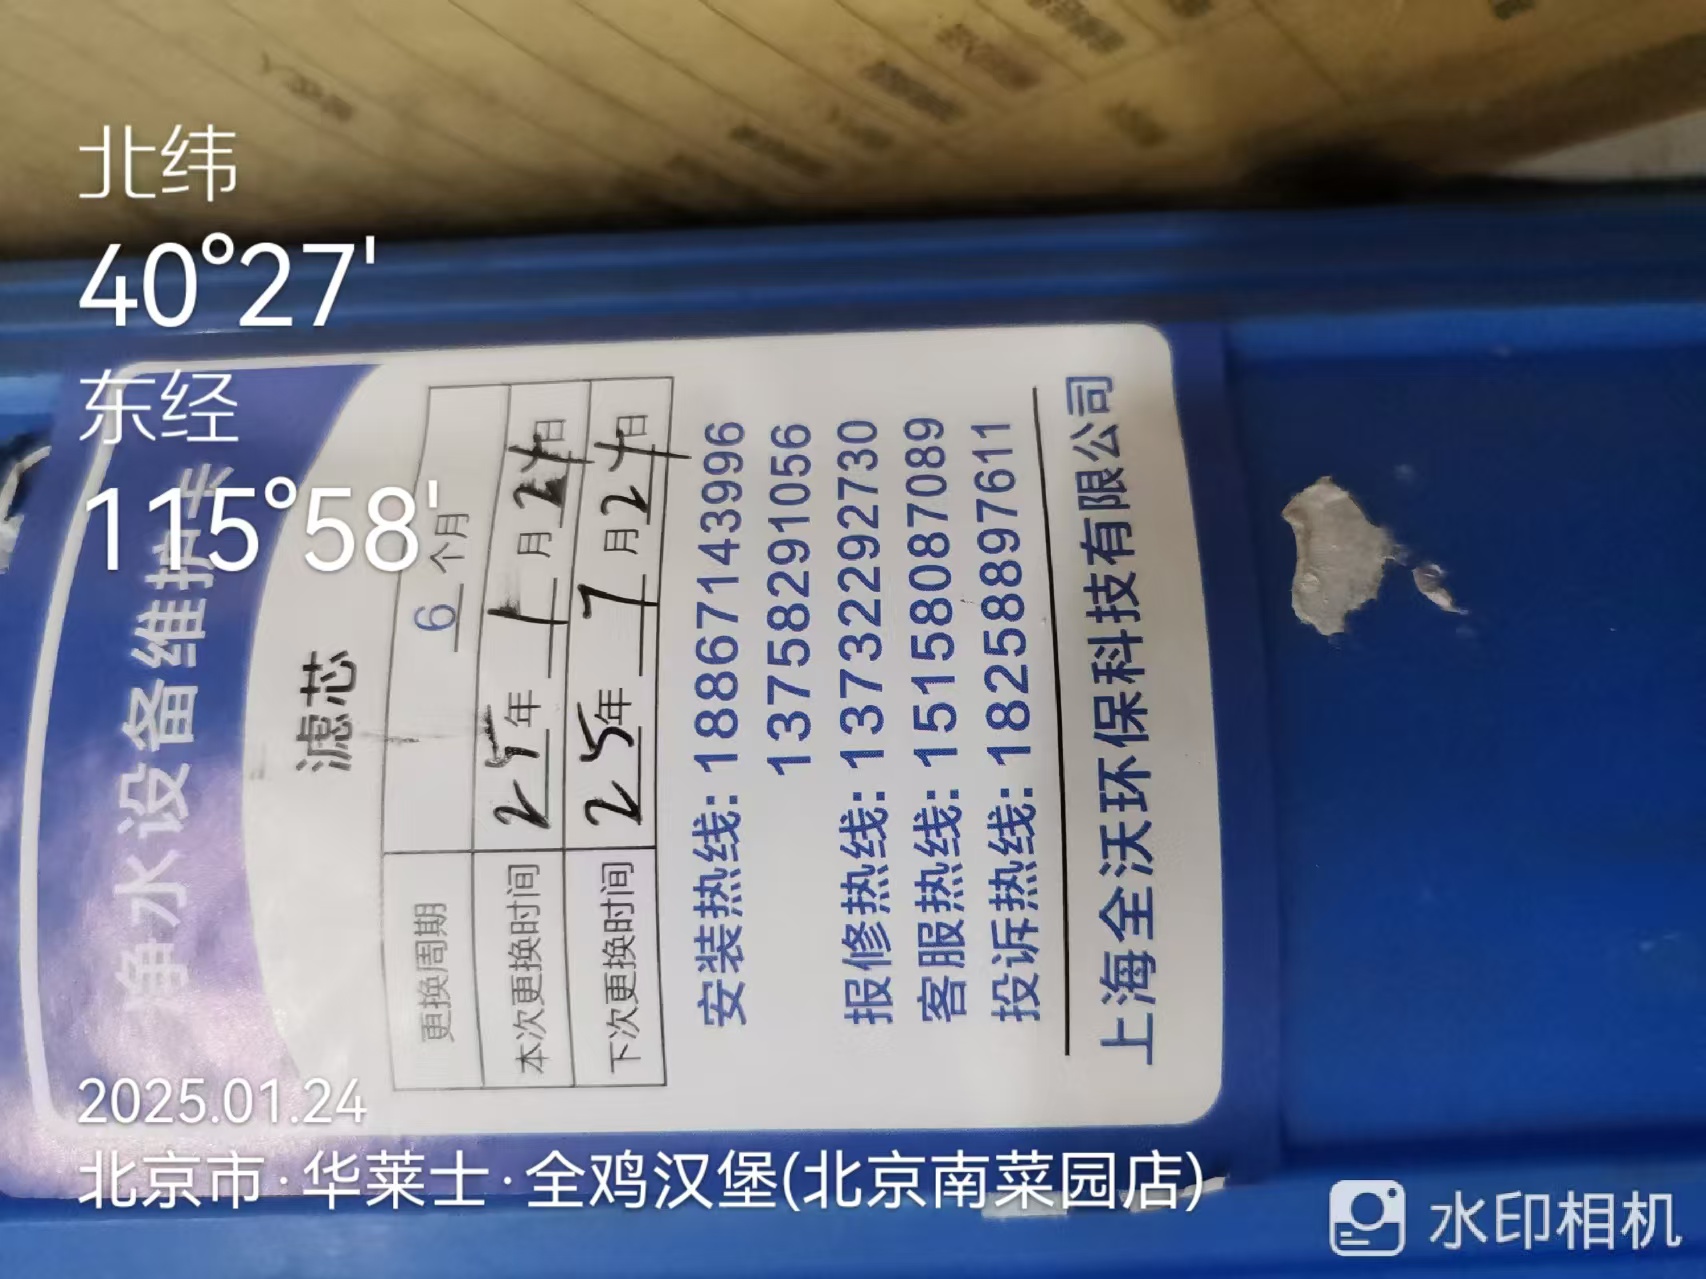 北纬
40°27'
东经
115°58'
净水设备维护卡
滤芯
更换周期 6 个月
本次更换时间 25年 1 月 24日
下次更换时间 25年 7 月 24日
安装热线: 18867143996
13758291056
报修热线: 13732292730
客服热线: 15158087089
投诉热线: 18258897611
上海全沃环保科技有限公司
2025.01.24
北京市·华莱士·全鸡汉堡(北京南菜园店)
水印相机